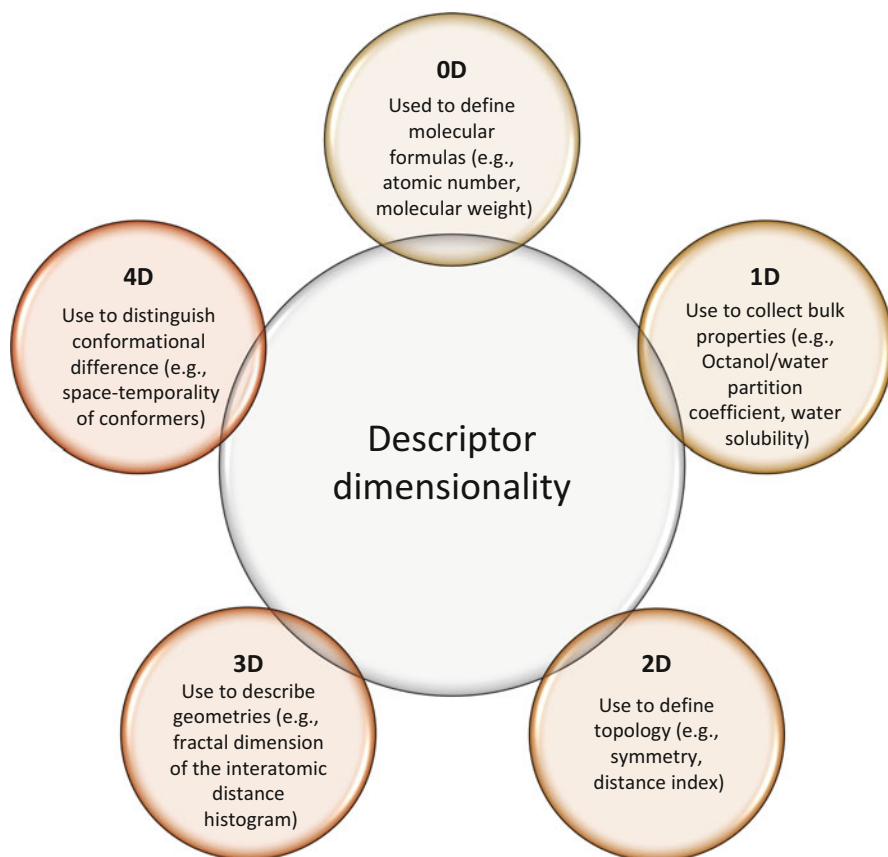 0D
Used to define
molecular
formulas (e.g.,
atomic number,
molecular weight)
1D
Use to collect bulk
properties (e.g.,
Octanol/water
partition
coefficient, water
solubility)
2D
Use to define
topology (e.g.,
symmetry,
distance index)
3D
Use to describe
geometries (e.g.,
fractal dimension
of the interatomic
distance
histogram)
4D
Use to distinguish
conformational
difference (e.g.,
space-temporality
of conformers)
Descriptor
dimensionality